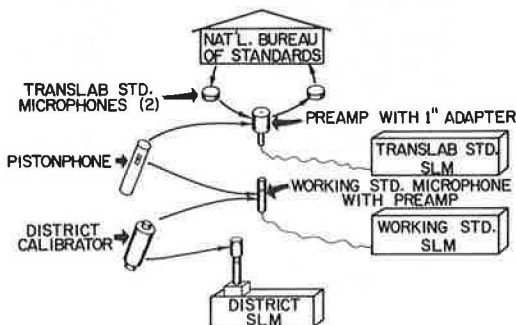 NAT'L. BUREAU
OF STANDARDS
TRANSLAB STD.
MICROPHONES (2)
PREAMP WITH 1" ADAPTER
PISTONPHONE
TRANSLAB STD.
SLM
WORKING STD. MICROPHONE
WITH PREAMP
DISTRICT
CALIBRATOR
WORKING STD.
SLM
DISTRICT
SLM